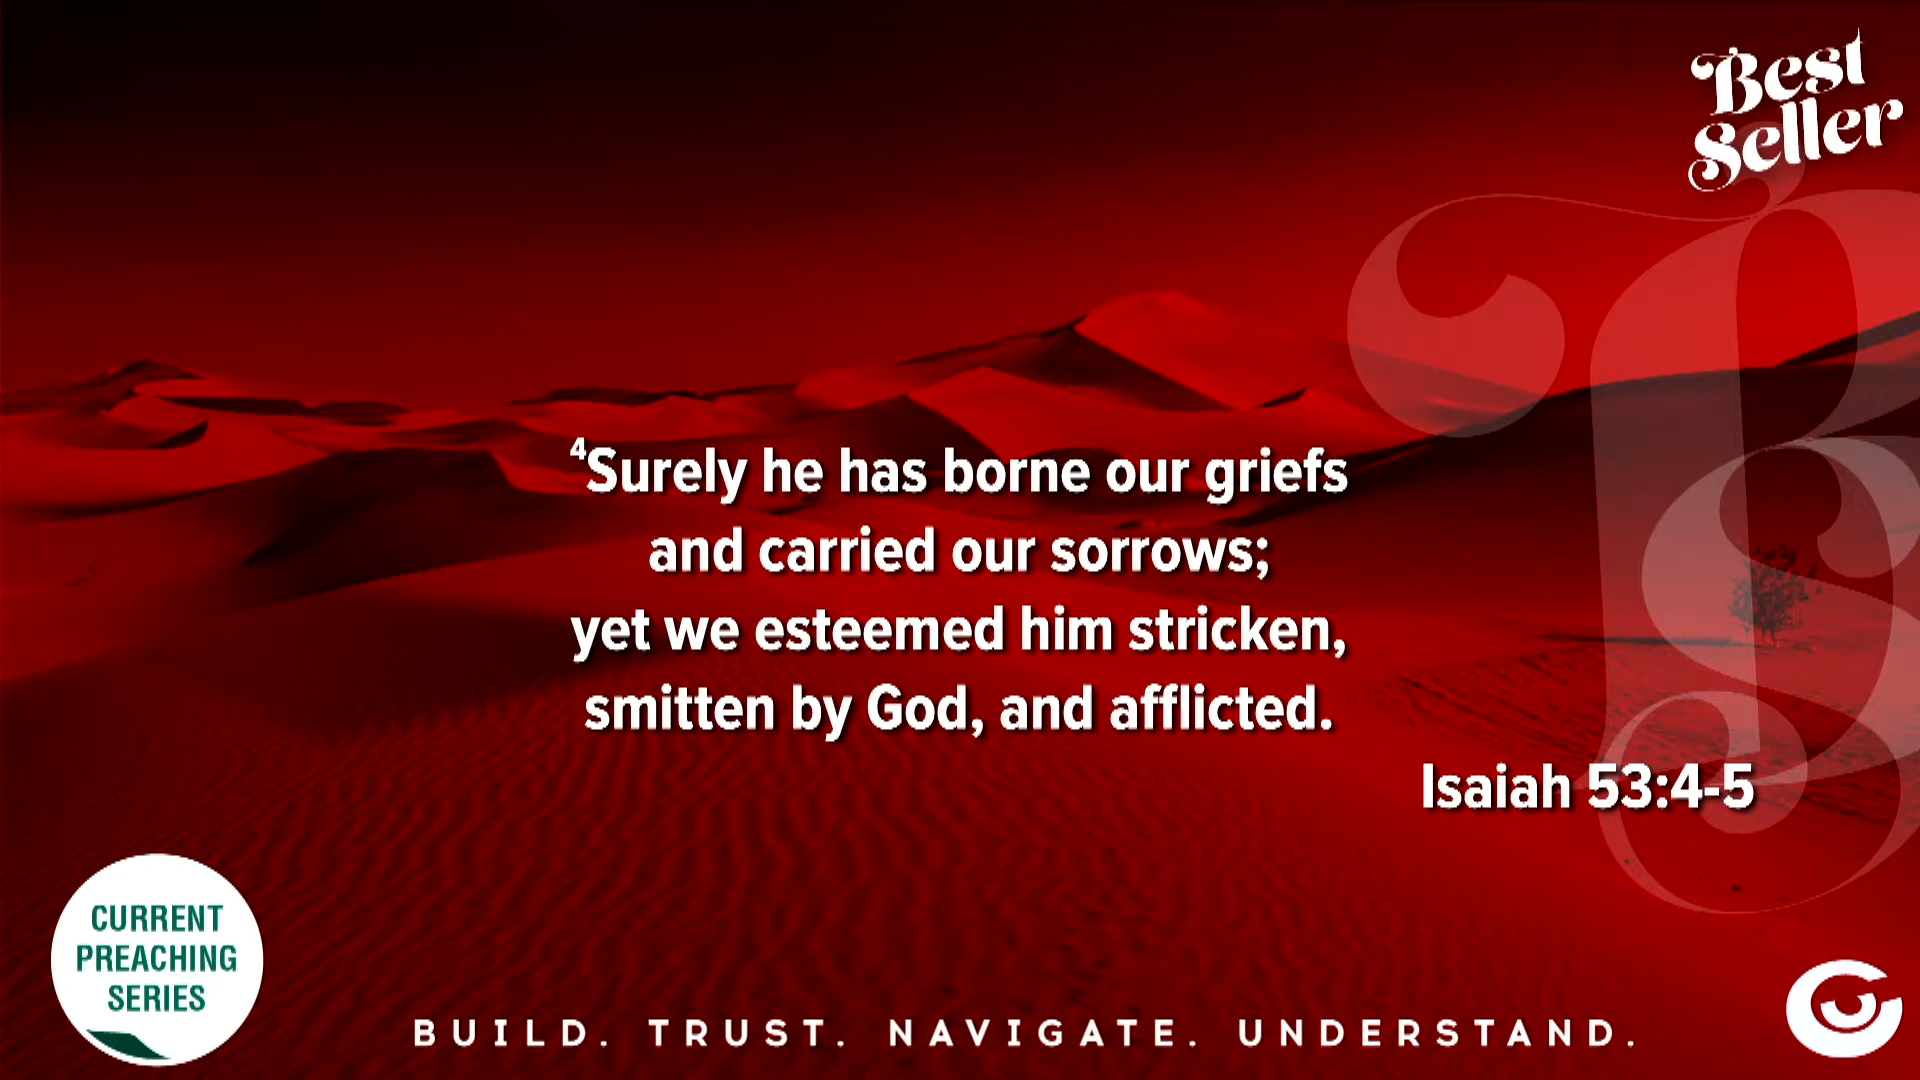 Best
Seller
⁴Surely he has borne our griefs
and carried our sorrows;
yet we esteemed him stricken,
smitten by God, and afflicted.
Isaiah 53:4-5
CURRENT
PREACHING
SERIES
BUILD. TRUST. NAVIGATE. UNDERSTAND.